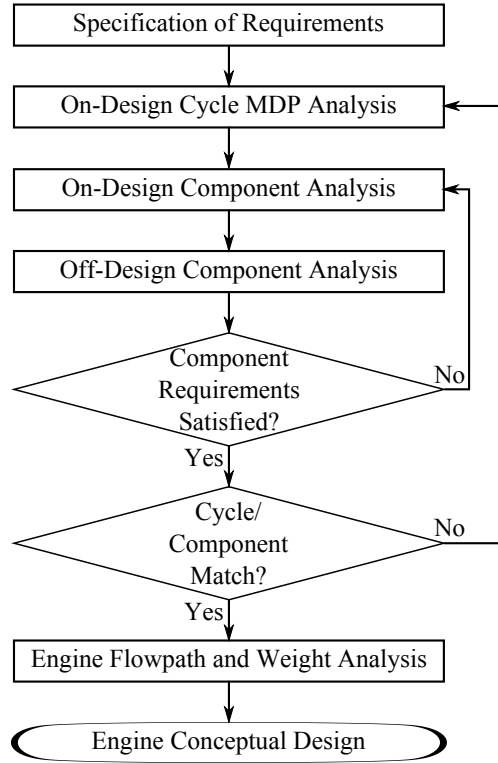 Specification of Requirements
On-Design Cycle MDP Analysis
On-Design Component Analysis
Off-Design Component Analysis
Component
Requirements
Satisfied?
No
Yes
Cycle/
Component
Match?
No
Yes
Engine Flowpath and Weight Analysis
Engine Conceptual Design